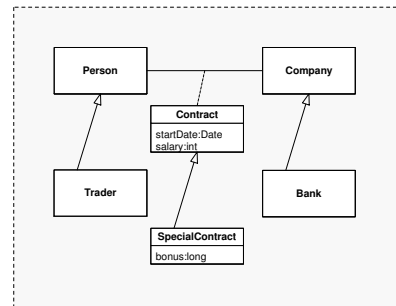 Person
Company
Contract
startDate:Date
salary:int
Trader
Bank
SpecialContract
bonus:long